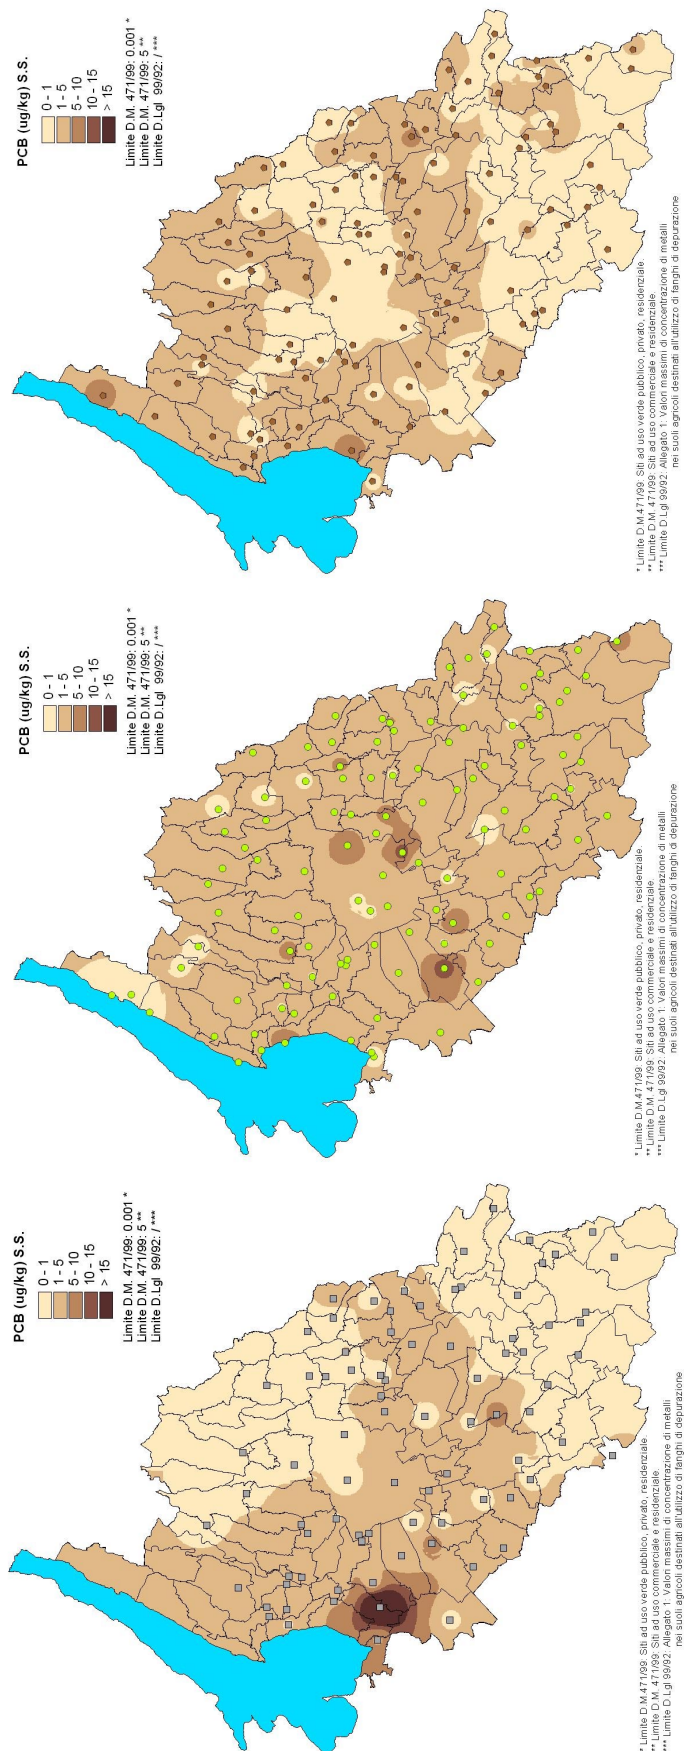 PCB (ug/kg) S.S.
0 - 1
1 - 5
5 - 10
10 - 15
> 15
Limite D.M. 471/99: 0.001 *
Limite D.M. 471/99: 5 **
Limite D.Lgl 99/92: / ***
* Limite D.M.471/99: Siti ad uso verde pubblico, privato, residenziale
** Limite D.M. 471/99: Siti ad uso commerciale e residenziale.
*** Limite D.Lgl 99/92: Allegato 1: Valori massimi di concentrazione di metalli
nei suoli agricoli destinati all'utilizzo di fanghi di depurazione
PCB (ug/kg) S.S.
0 - 1
1 - 5
5 - 10
10 - 15
> 15
Limite D.M. 471/99: 0.001 *
Limite D.M. 471/99: 5 **
Limite D.Lgl 99/92: / ***
* Limite D.M.471/99: Siti ad uso verde pubblico, privato, residenziale
** Limite D.M. 471/99: Siti ad uso commerciale e residenziale.
*** Limite D.Lgl 99/92: Allegato 1: Valori massimi di concentrazione di metalli
nei suoli agricoli destinati all'utilizzo di fanghi di depurazione
PCB (ug/kg) S.S.
0 - 1
1 - 5
5 - 10
10 - 15
> 15
Limite D.M. 471/99: 0.001 *
Limite D.M. 471/99: 5 **
Limite D.Lgl 99/92: / ***
* Limite D.M.471/99: Siti ad uso verde pubblico, privato, residenziale
** Limite D.M. 471/99: Siti ad uso commerciale e residenziale.
*** Limite D.Lgl 99/92: Allegato 1: Valori massimi di concentrazione di metalli
nei suoli agricoli destinati all'utilizzo di fanghi di depurazione